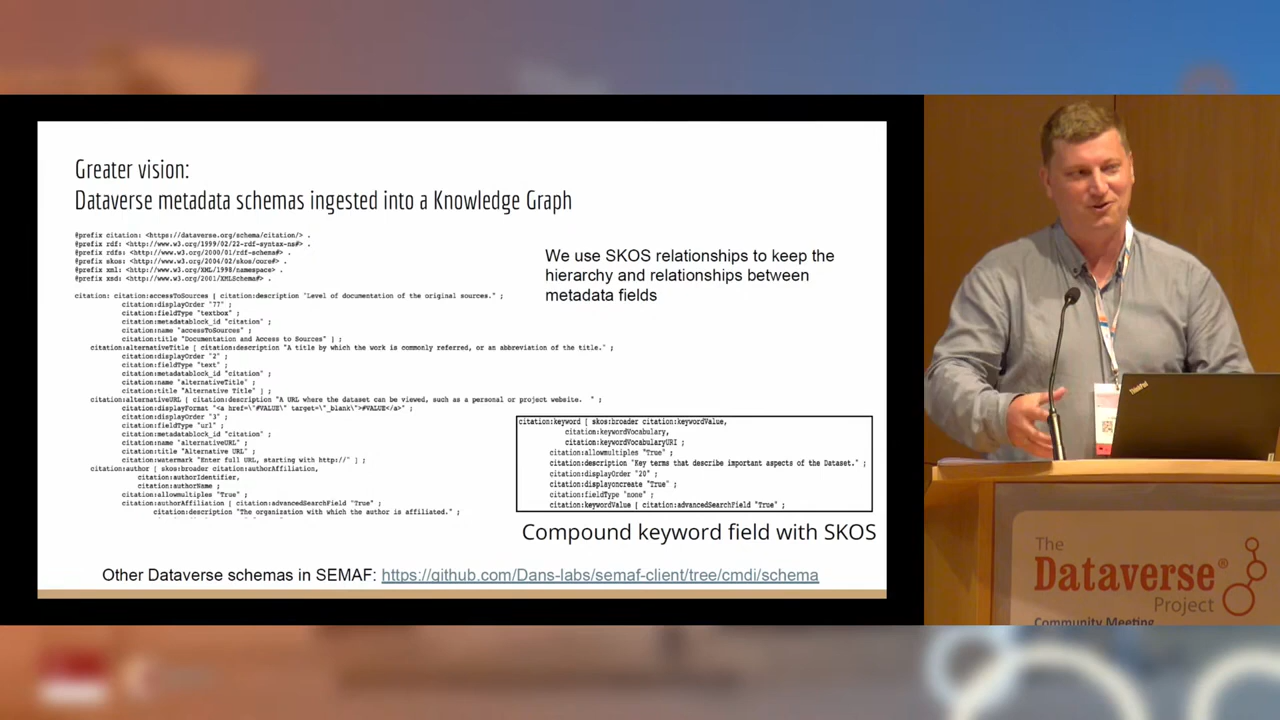 Greater vision:
Dataverse metadata schemas ingested into a Knowledge Graph
@prefix citation: <https://dataverse.org/schema/citation/> .
@prefix rdf: <http://www.w3.org/1999/02/22-rdf-syntax-ns#> .
@prefix rdfs: <http://www.w3.org/2000/01/rdf-schema#> .
@prefix skos: <http://www.w3.org/2004/02/skos/core#> .
@prefix xml: <http://www.w3.org/XML/1998/namespace> .
@prefix xsd: <http://www.w3.org/2001/XMLSchema#> .
citation: citation:accessToSources [ citation:description "Level of documentation of the original sources." ;
citation:displayOrder "77" ;
citation:fieldType "textbox" ;
citation:metadatablock_id "citation" ;
citation:name "accessToSources" ;
citation:title "Documentation and Access to Sources" ] ;
citation:alternativeTitle [ citation:description "A title by which the work is commonly referred, or an abbreviation of the title." ;
citation:displayOrder "2" ;
citation:fieldType "text" ;
citation:metadatablock_id "citation" ;
citation:name "alternativeTitle" ;
citation:title "Alternative Title" ] ;
citation:alternativeURL [ citation:description "A URL where the dataset can be viewed, such as a personal or project website.  " ;
citation:displayFormat "<a href=\"#VALUE\" target=\"_blank\">#VALUE</a>" ;
citation:displayOrder "3" ;
citation:fieldType "url" ;
citation:metadatablock_id "citation" ;
citation:name "alternativeURL" ;
citation:title "Alternative URL" ;
citation:watermark "Enter full URL, starting with http://" ] ;
citation:author [ skos:broader citation:authorAffiliation,
citation:authorIdentifier,
citation:authorName ;
citation:allowmultiples "True" ;
citation:authorAffiliation [ citation:advancedSearchField "True" ;
citation:description "The organization with which the author is affiliated." ;
We use SKOS relationships to keep the
hierarchy and relationships between
metadata fields
citation:keyword [ skos:broader citation:keywordValue,
citation:keywordVocabulary,
citation:keywordVocabularyURI ;
citation:allowmultiples "True" ;
citation:description "Key terms that describe important aspects of the Dataset." ;
citation:displayOrder "20" ;
citation:displayoncreate "True" ;
citation:fieldType "none" ;
citation:keywordValue [ citation:advancedSearchField "True" ;
Compound keyword field with SKOS
Other Dataverse schemas in SEMAF: https://github.com/Dans-labs/semaf-client/tree/cmdi/schema
ThinkPad
The
Dataverse®
Project
Community Meeting